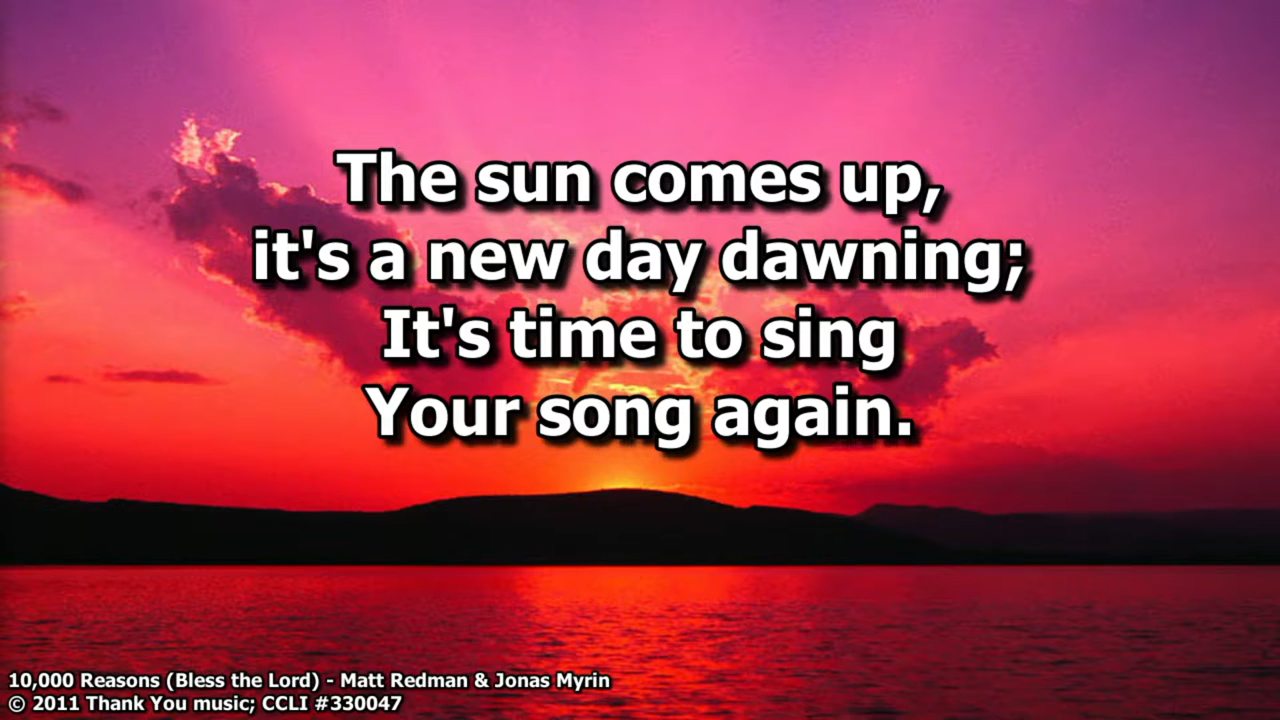 The sun comes up,
it's a new day dawning;
It's time to sing
Your song again.
10,000 Reasons (Bless the Lord) - Matt Redman & Jonas Myrin
© 2011 Thank You music; CCLI #330047